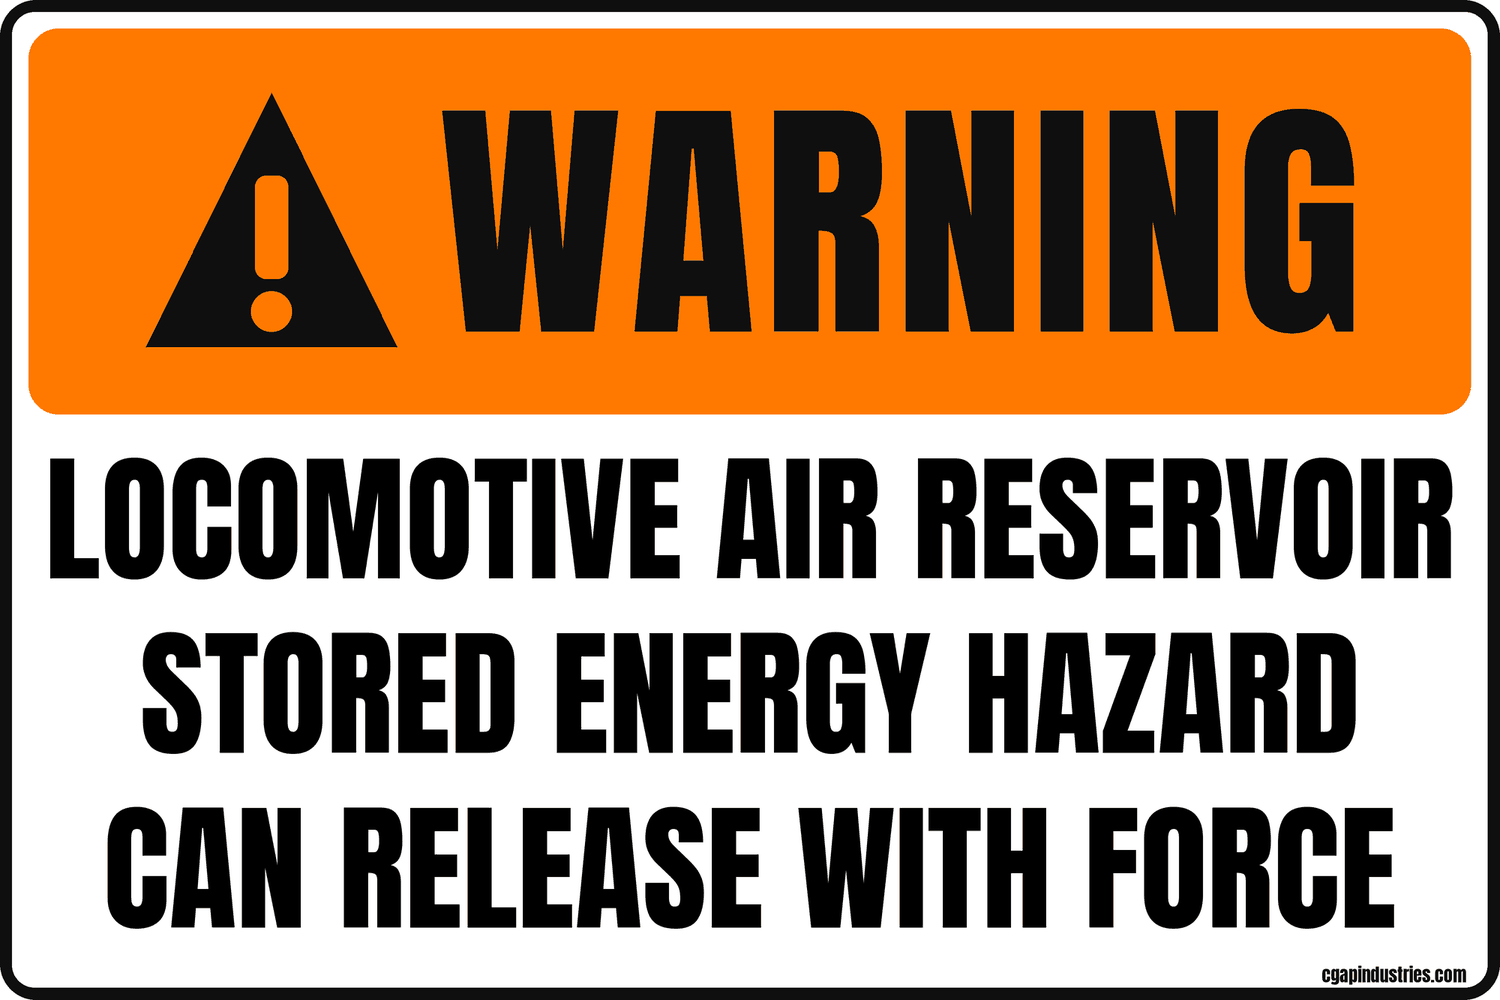 WARNING
LOCOMOTIVE AIR RESERVOIR
STORED ENERGY HAZARD
CAN RELEASE WITH FORCE
cgapindustries.com